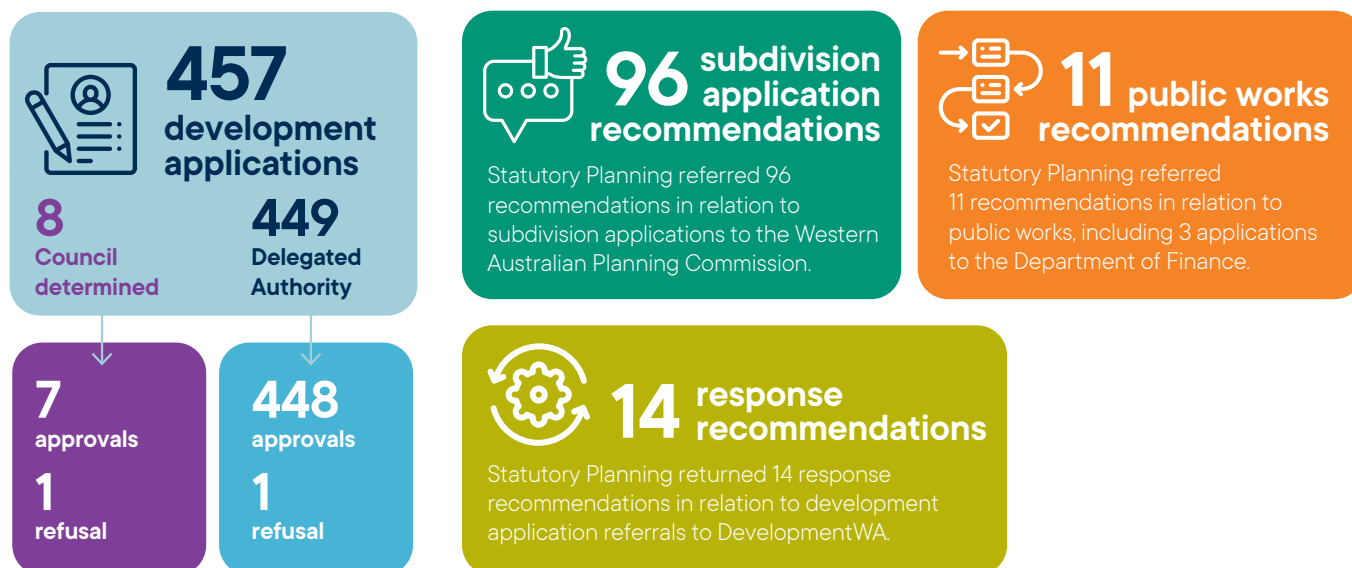 457
development
applications
8
Council
determined
449
Delegated
Authority
7
approvals
1
refusal
448
approvals
1
refusal
96 subdivision
application
recommendations
Statutory Planning referred 96
recommendations in relation to
subdivision applications to the Western
Australian Planning Commission.
11 public works
recommendations
Statutory Planning referred
11 recommendations in relation to
public works, including 3 applications
to the Department of Finance.
14 response
recommendations
Statutory Planning returned 14 response
recommendations in relation to development
application referrals to DevelopmentWA.